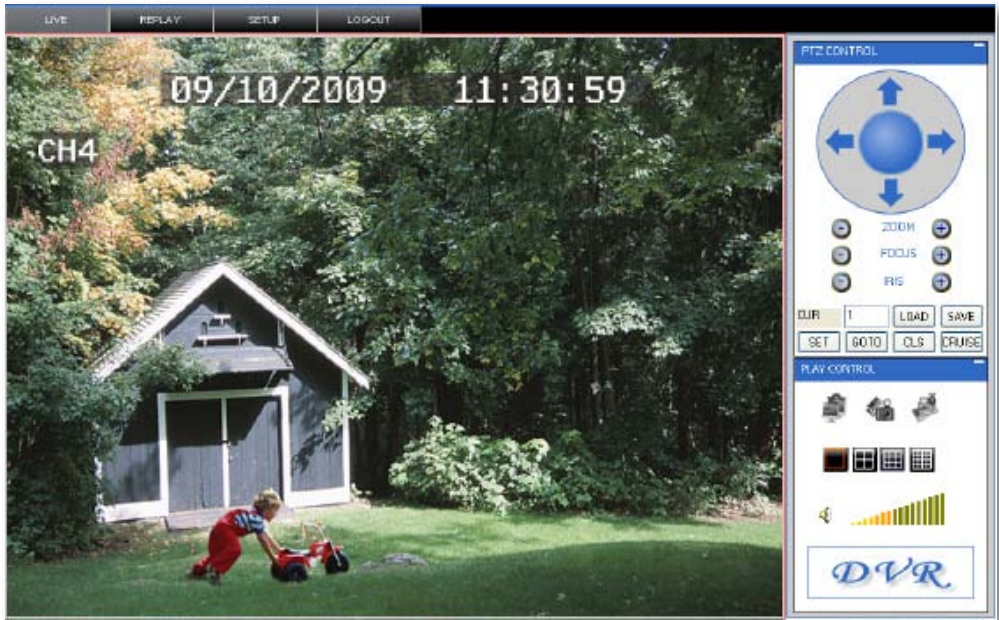 LIVE REPLAY SETUP LOGOUT
09/10/2009 11:30:59
CH4
PTZ CONTROL
ZOOM
FOCUS
IRIS
CUR 1 LOAD SAVE
SET GOTO CLS CRUISE
PLAY CONTROL
DVR